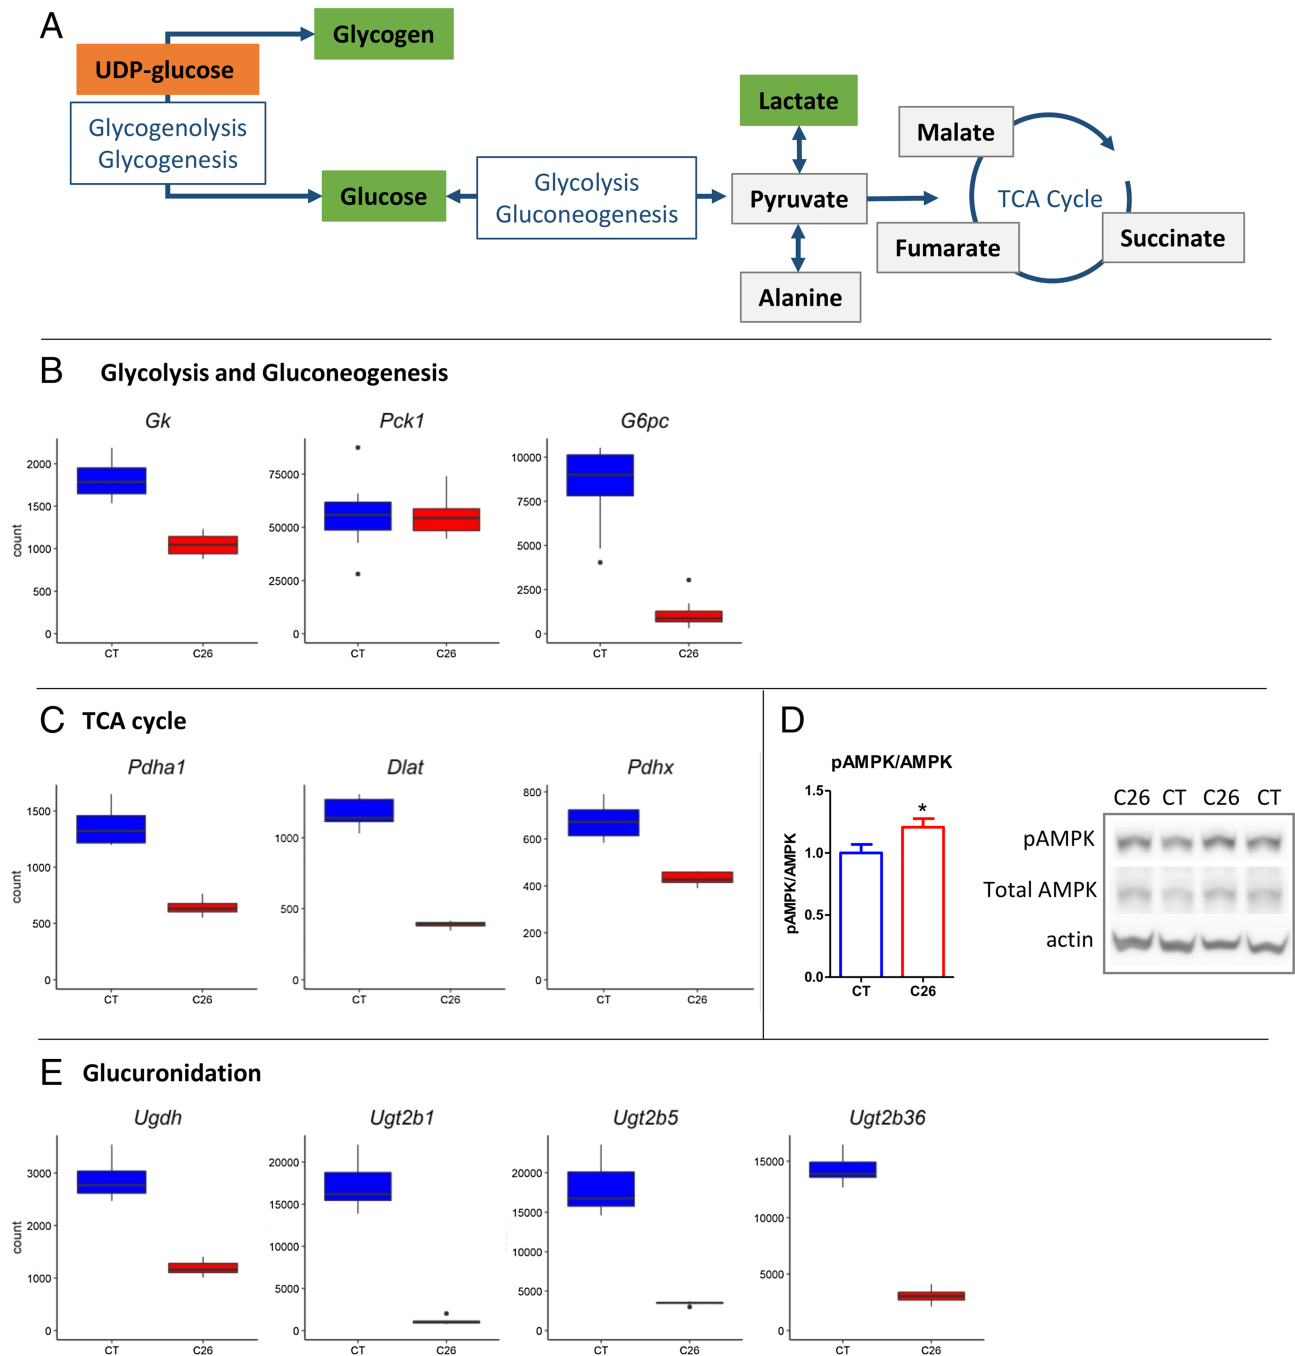 A
Glycogen
UDP-glucose
Glycogenolysis
Glycogenesis
Glucose
Glycolysis
Gluconeogenesis
Lactate
Pyruvate
Alanine
Malate
TCA Cycle
Fumarate
Succinate
B Glycolysis and Gluconeogenesis
Gk
count
2000
1500
1000
500
0
CT C26
Pck1
75000
50000
25000
0
CT C26
G6pc
10000
7500
5000
2500
0
CT C26
C TCA cycle
Pdha1
count
1500
1000
500
0
CT C26
Dlat
1000
500
0
CT C26
Pdhx
800
600
400
200
0
CT C26
D
pAMPK/AMPK
pAMPK/AMPK
1.5
1.0
0.5
0.0
*
CT C26
C26 CT C26 CT
pAMPK
Total AMPK
actin
E Glucuronidation
Ugdh
count
3000
2000
1000
0
CT C26
Ugt2b1
20000
15000
10000
5000
0
CT C26
Ugt2b5
20000
15000
10000
5000
0
CT C26
Ugt2b36
15000
10000
5000
0
CT C26